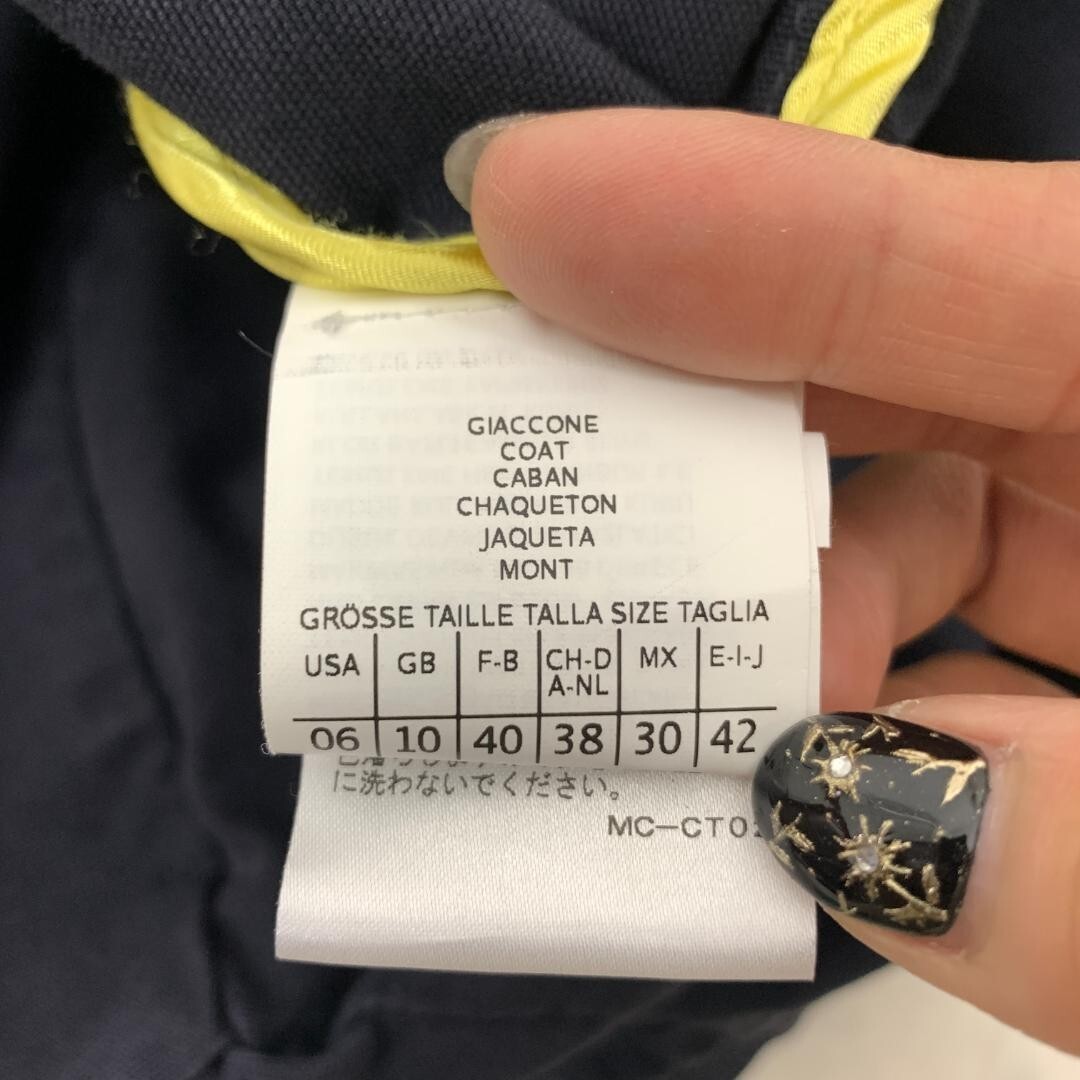 GIACCONE
COAT
CABAN
CHAQUETON
JAQUETA
MONT
GRÖSSE TAILLE TALLA SIZE TAGLIA
USA GB F-B CH-D A-NL MX E-I-J
06 10 40 38 30 42
に洗わないでください。
MC-CT0